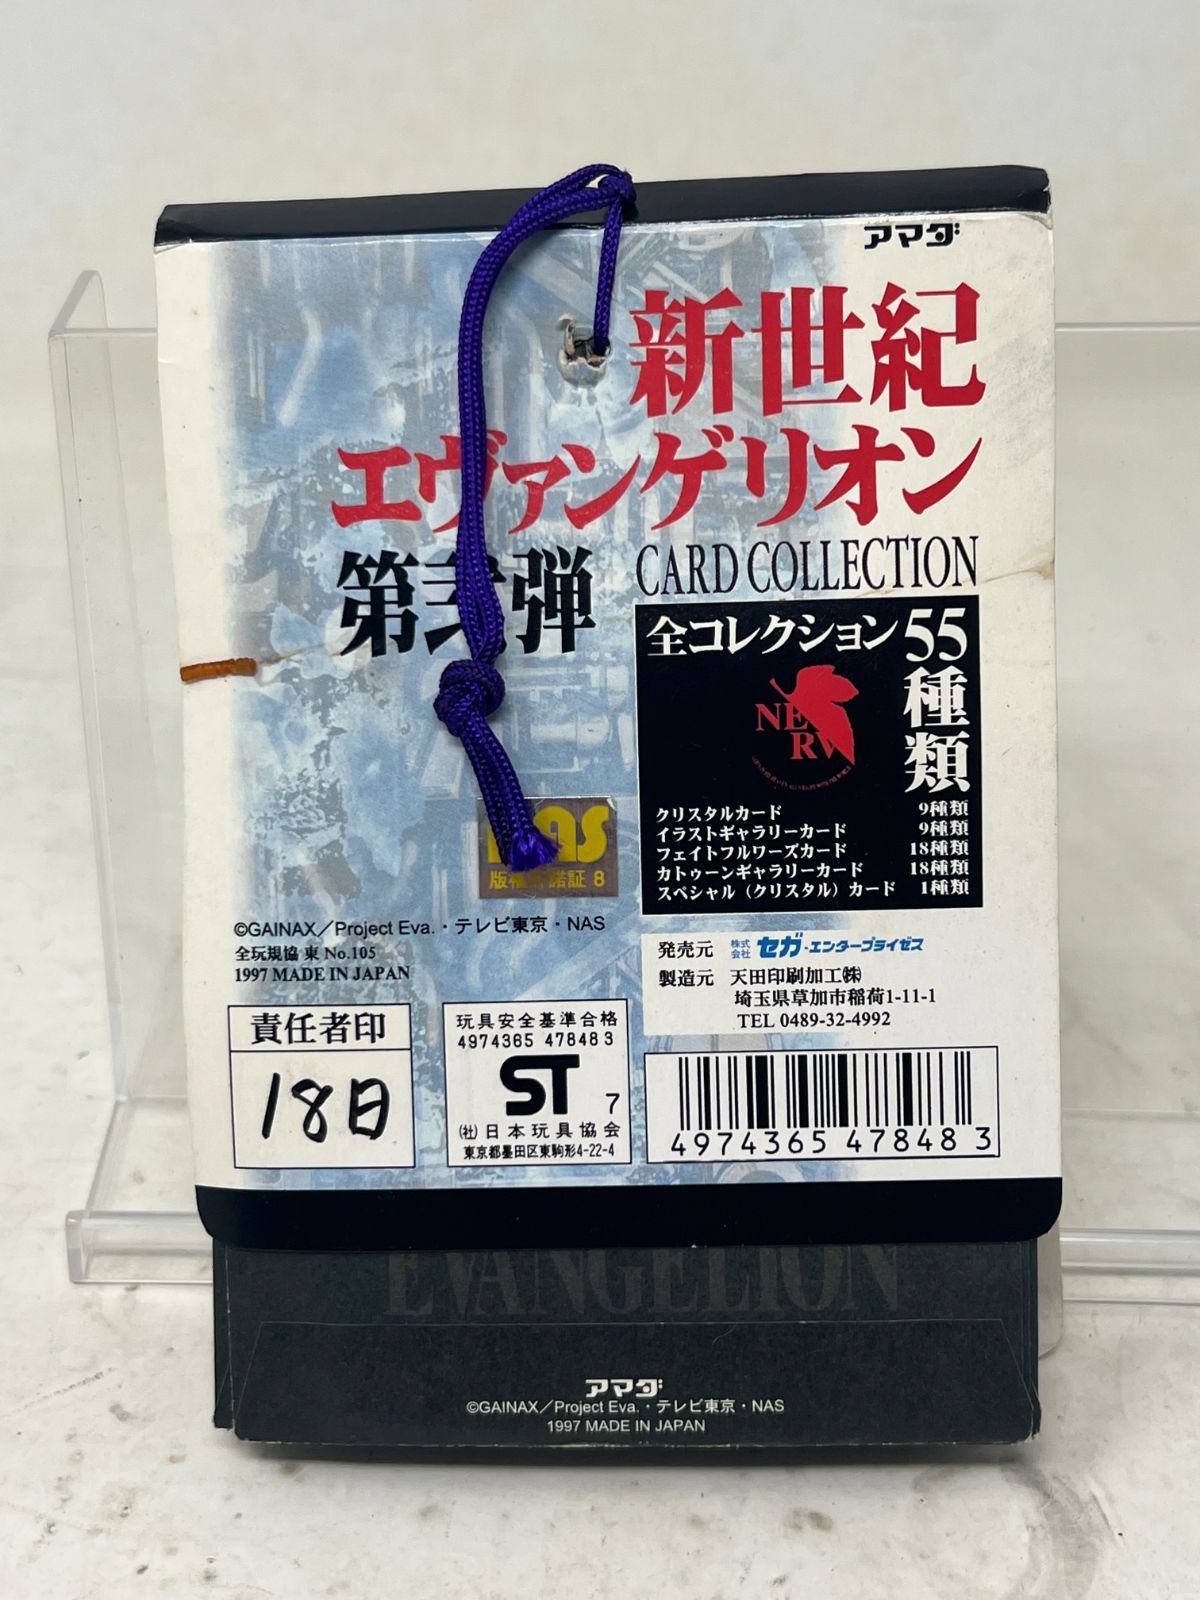 アマダ
新世紀
エヴァンゲリオン
第弐弾 CARD COLLECTION
全コレクション55種類
NERV
クリスタルカード 9種類
イラストギャラリーカード 9種類
フェイトフルワーズカード 18種類
カトゥーンギャラリーカード 18種類
スペシャル（クリスタル）カード 1種類
版権許諾証 8
©GAINAX／Project Eva.・テレビ東京・NAS
全玩規協 東 No.105
1997 MADE IN JAPAN
発売元 株式会社 セガ・エンタープライゼス
製造元 天田印刷加工㈱
埼玉県草加市稲荷1-11-1
TEL 0489-32-4992
責任者印
18日
玩具安全基準合格
4974365 478483
ST 7
(社)日本玩具協会
東京都墨田区東駒形4-22-4
4974365 478483
EVANGELION
アマダ
©GAINAX／Project Eva.・テレビ東京・NAS
1997 MADE IN JAPAN